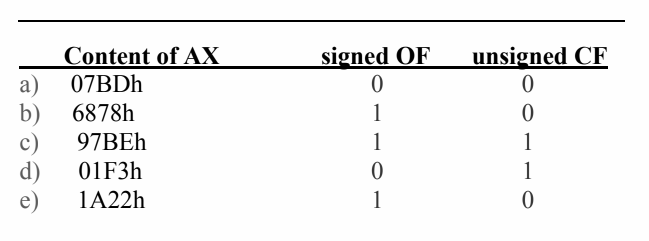 Content of AX signed OF unsigned CF
a) 07BDh 0 0
b) 6878h 1 0
c) 97BEh 1 1
d) 01F3h 0 1
e) 1A22h 1 0